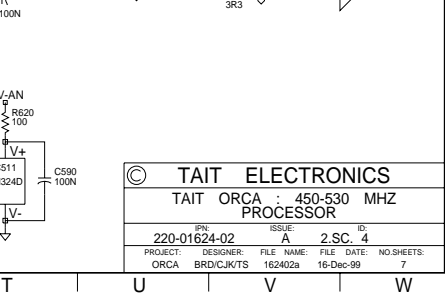 100N
3R3
V-AN
R620
100
V+
C511
324D
C590
100N
V-
© TAIT ELECTRONICS
TAIT ORCA : 450-530 MHZ
PROCESSOR
IPN: ISSUE: ID:
220-01624-02 A 2.SC. 4
PROJECT: DESIGNER: FILE NAME: FILE DATE: NO.SHEETS:
ORCA BRD/CJK/TS 162402a 16-Dec-99 7
T U V W